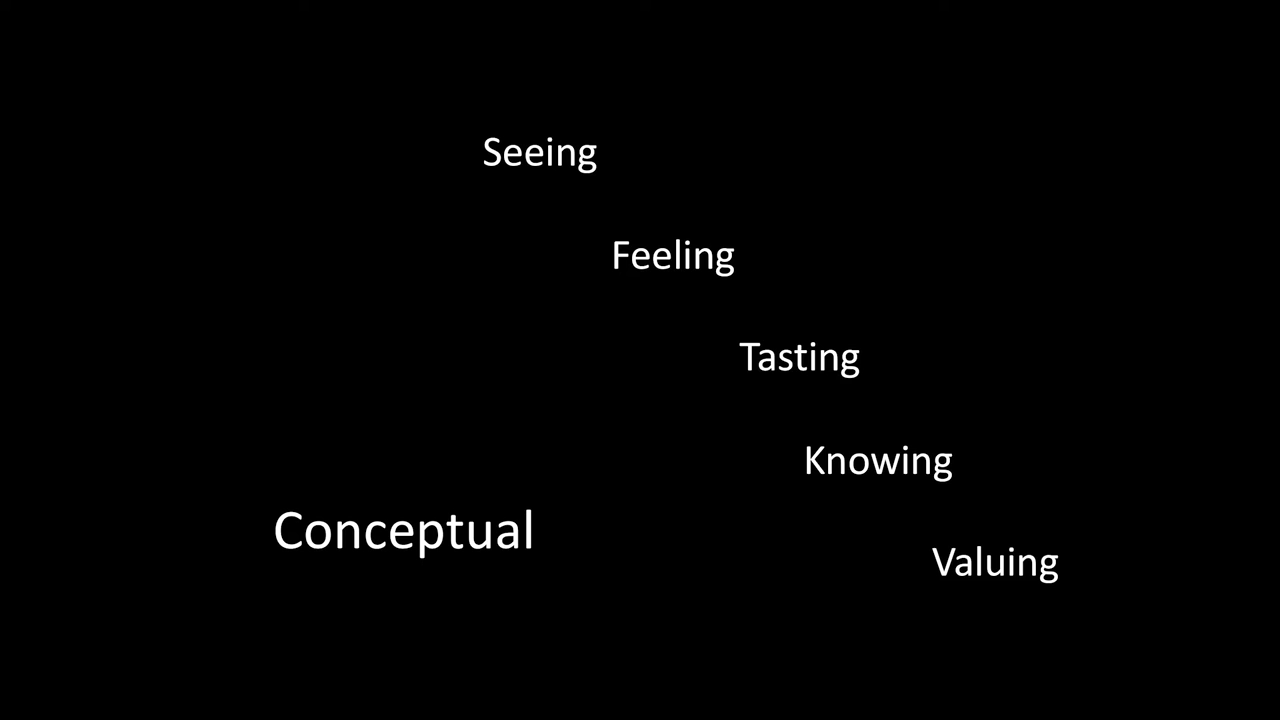 Seeing
Feeling
Tasting
Knowing
Conceptual
Valuing